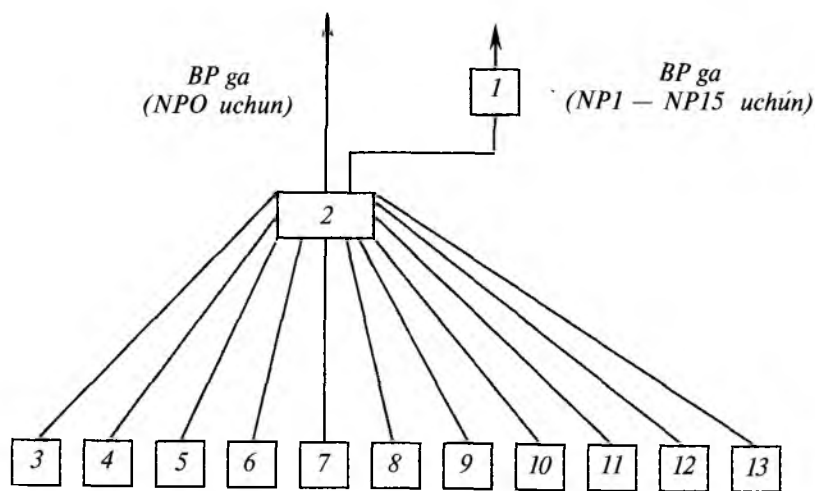 BP ga
(NPO uchun)
1
BP ga
(NP1 — NP15 uchún)
2
3 4 5 6 7 8 9 10 11 12 13